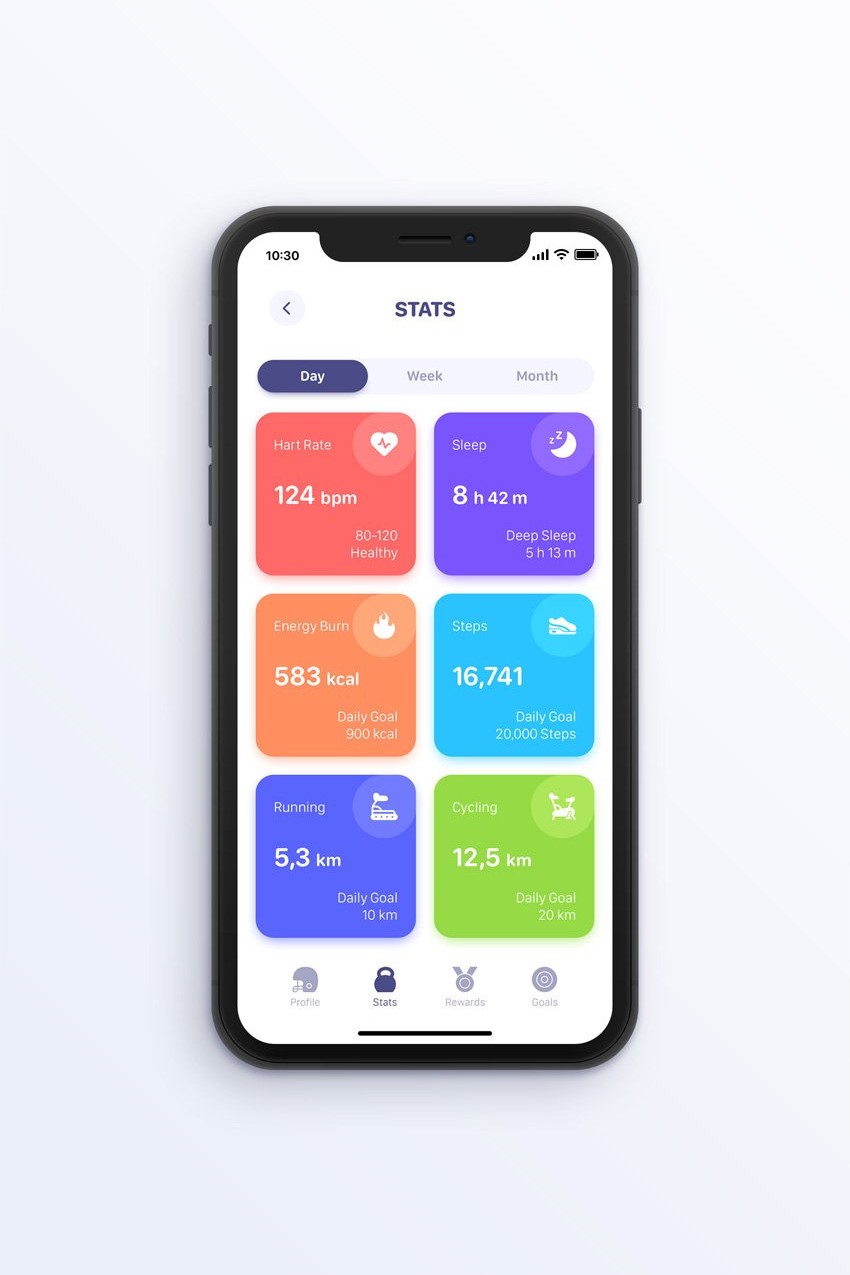 10:30
STATS
Day Week Month
Hart Rate
124 bpm
80-120
Healthy
Sleep
8 h 42 m
Deep Sleep
5 h 13 m
Energy Burn
583 kcal
Daily Goal
900 kcal
Steps
16,741
Daily Goal
20,000 Steps
Running
5,3 km
Daily Goal
10 km
Cycling
12,5 km
Daily Goal
20 km
Profile Stats Rewards Goals